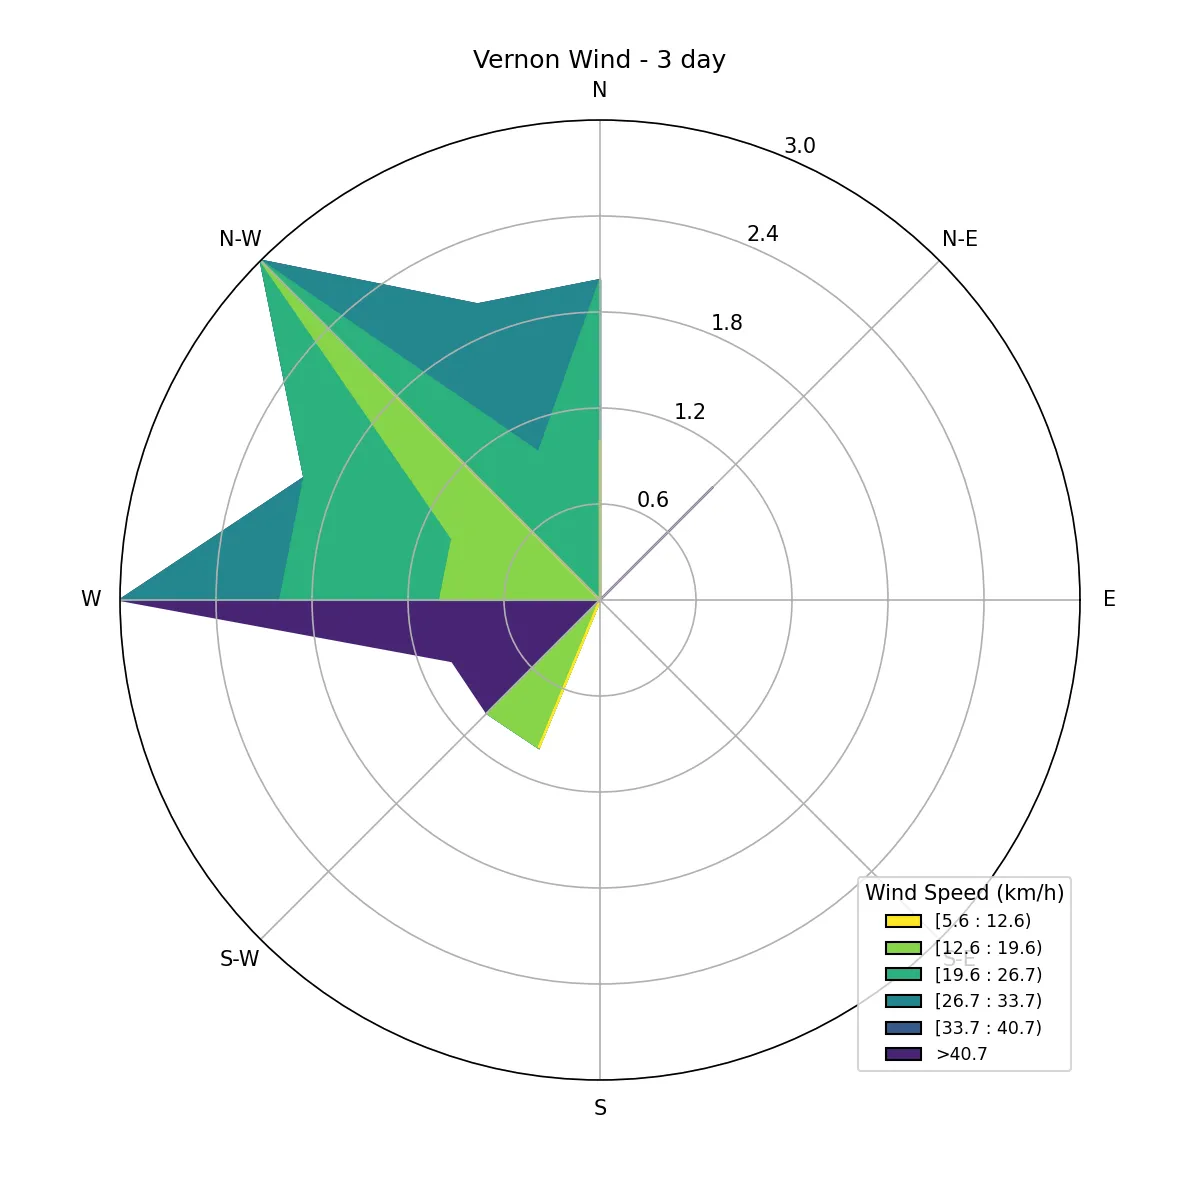 Vernon Wind - 3 day
N
3.0
2.4
N-W
N-E
1.8
1.2
0.6
W
E
Wind Speed (km/h)
[5.6 : 12.6)
[12.6 : 19.6)
S-W
S-E
[19.6 : 26.7)
[26.7 : 33.7)
[33.7 : 40.7)
>40.7
S